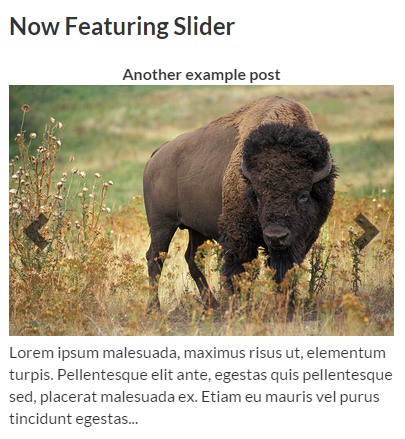 Now Featuring Slider
Another example post
Lorem ipsum malesuada, maximus risus ut, elementum
turpis. Pellentesque elit ante, egestas quis pellentesque
sed, placerat malesuada ex. Etiam eu mauris vel purus
tincidunt egestas...